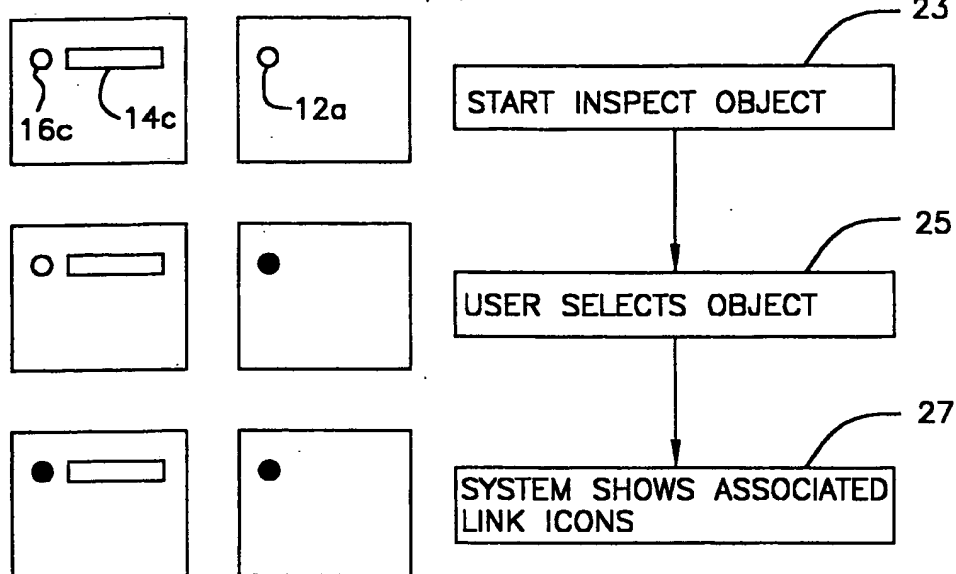 23
START INSPECT OBJECT
16c
14c
12a
25
USER SELECTS OBJECT
27
SYSTEM SHOWS ASSOCIATED
LINK ICONS